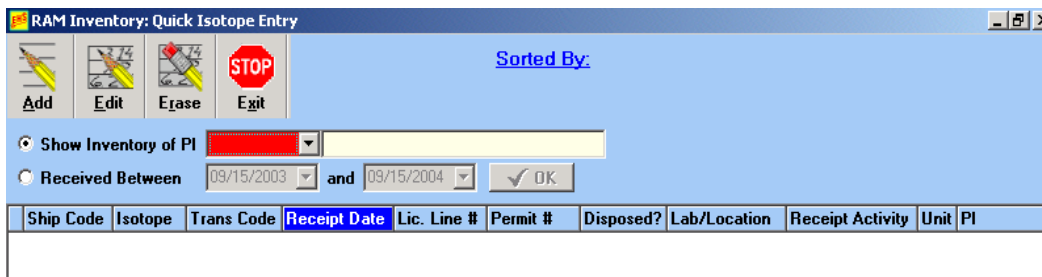 RAM Inventory: Quick Isotope Entry
STOP
Sorted By:
Add Edit Erase Exit
Show Inventory of PI
Received Between 09/15/2003 and 09/15/2004 OK
Ship Code Isotope Trans Code Receipt Date Lic. Line # Permit # Disposed? Lab/Location Receipt Activity Unit PI